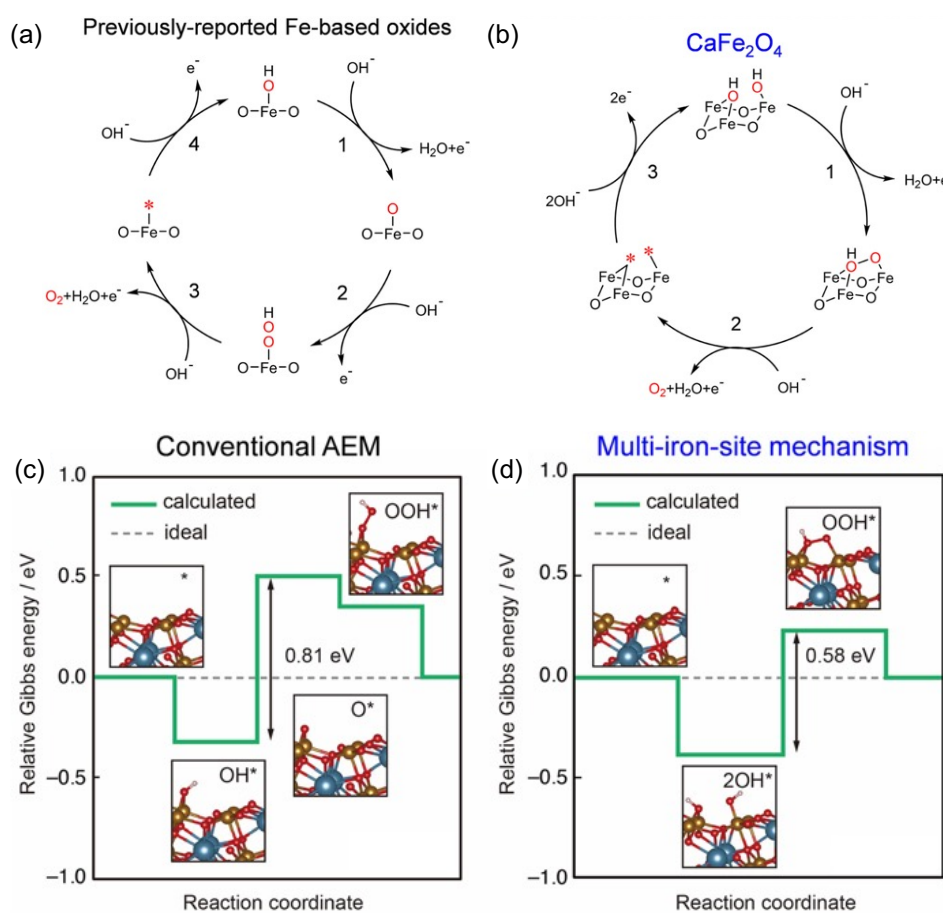 (a) Previously-reported Fe-based oxides
e⁻
H
O
O-Fe-O
OH⁻
OH⁻
4
1
H₂O+e⁻
*
O-Fe-O
O
O-Fe-O
O₂+H₂O+e⁻
3
2
OH⁻
H
O
O
O-Fe-O
OH⁻
e⁻
(b) CaFe₂O₄
2e⁻
H
O
H
O
Fe O Fe
O Fe O
OH⁻
3
1
2OH⁻
H₂O+e
* *
Fe O Fe
O Fe O
H
O O
Fe O Fe
O Fe O
2
O₂+H₂O+e⁻
OH⁻
(c) Conventional AEM
1.0
0.5
0.0
−0.5
−1.0
Relative Gibbs energy / eV
calculated
ideal
*
OOH*
0.81 eV
O*
OH*
Reaction coordinate
(d) Multi-iron-site mechanism
1.0
0.5
0.0
−0.5
−1.0
Relative Gibbs energy / eV
calculated
ideal
*
OOH*
0.58 eV
2OH*
Reaction coordinate